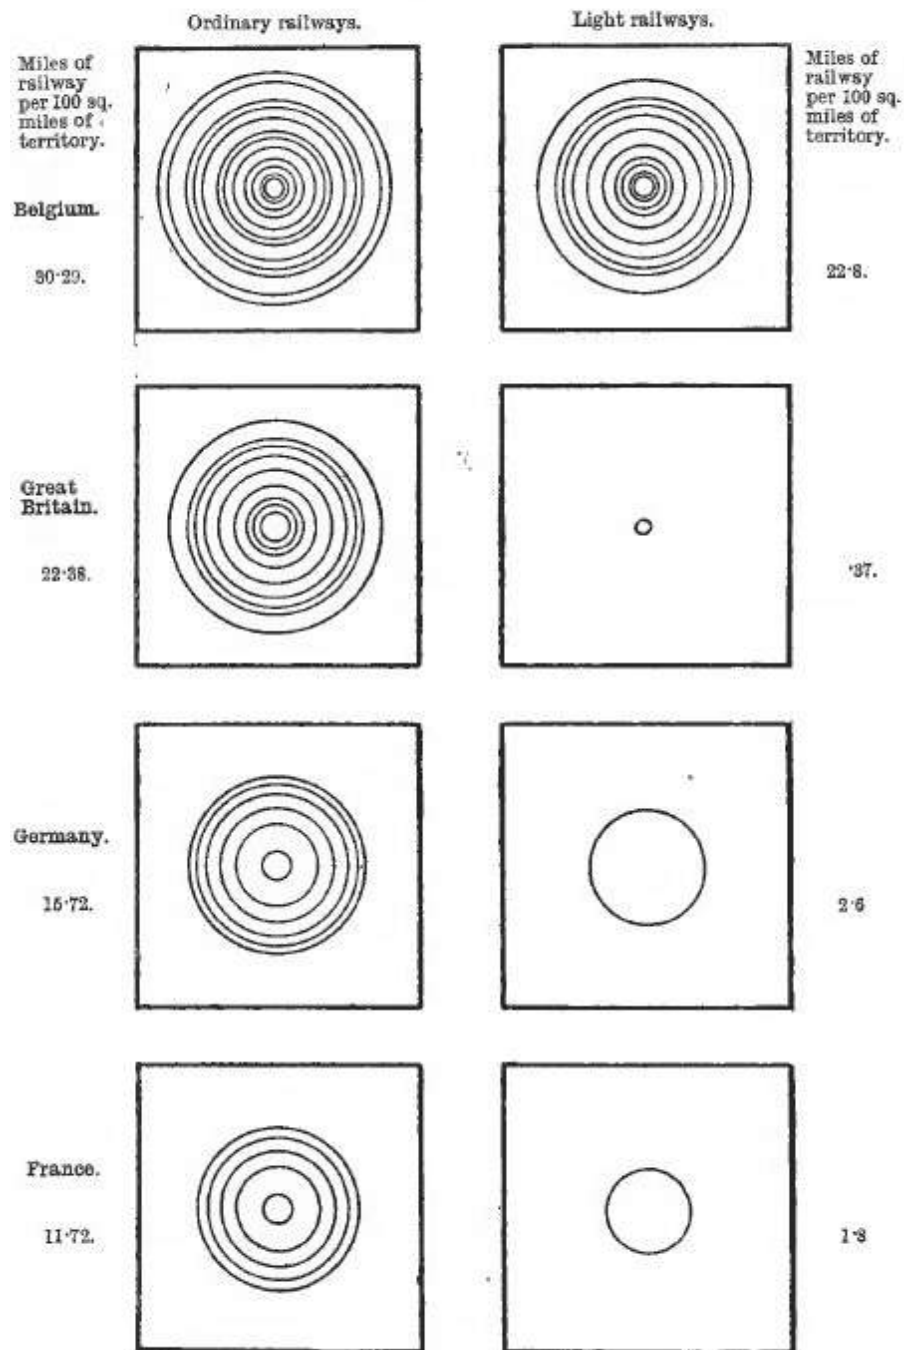 Ordinary railways.
Light railways.
Miles of
railway
per 100 sq.
miles of
territory.
Miles of
railway
per 100 sq.
miles of
territory.
Belgium.
30·29.
22·8.
Great
Britain.
22·38.
·37.
Germany.
15·72.
2·6
France.
11·72.
1·8